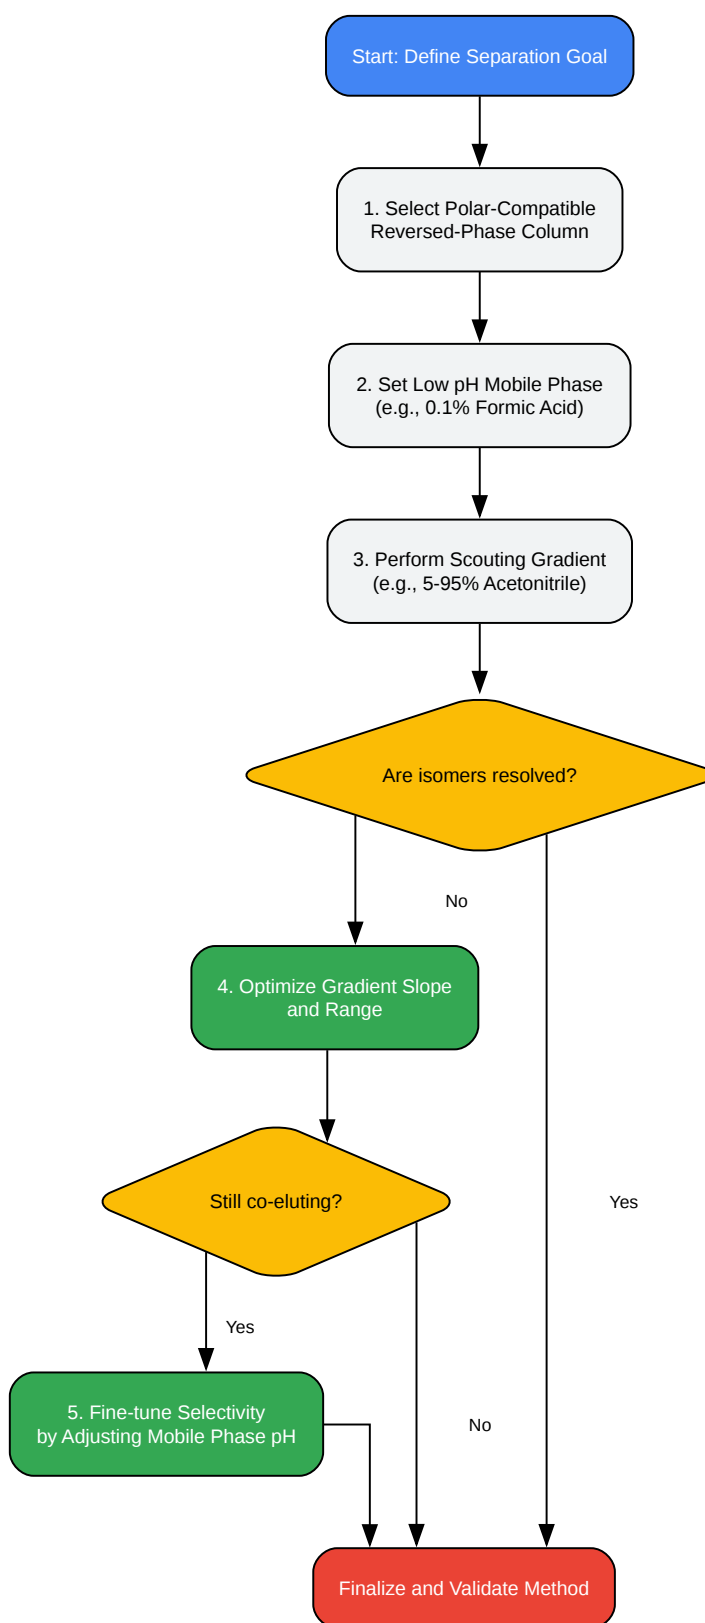 Start: Define Separation Goal
1. Select Polar-Compatible
Reversed-Phase Column
2. Set Low pH Mobile Phase
(e.g., 0.1% Formic Acid)
3. Perform Scouting Gradient
(e.g., 5-95% Acetonitrile)
Are isomers resolved?
No
4. Optimize Gradient Slope
and Range
Still co-eluting?
Yes
Yes
5. Fine-tune Selectivity
by Adjusting Mobile Phase pH
No
Finalize and Validate Method